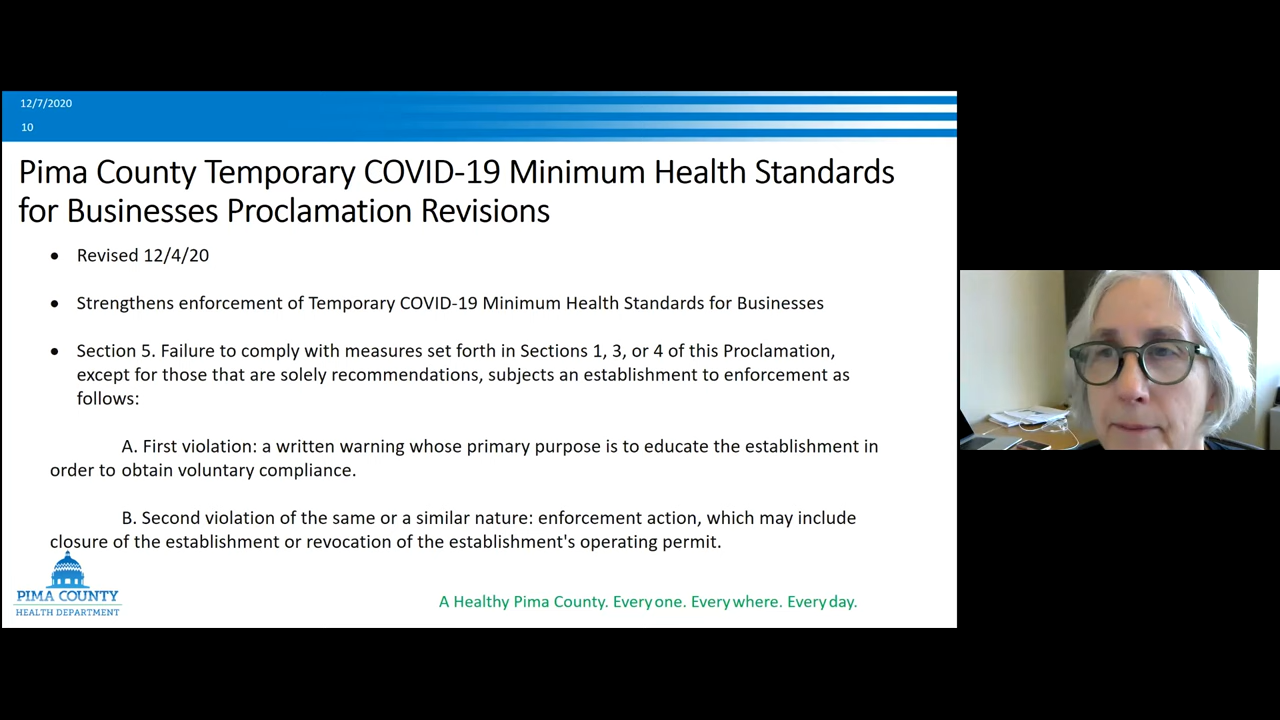 12/7/2020
10
Pima County Temporary COVID-19 Minimum Health Standards
for Businesses Proclamation Revisions
• Revised 12/4/20
• Strengthens enforcement of Temporary COVID-19 Minimum Health Standards for Businesses
• Section 5. Failure to comply with measures set forth in Sections 1, 3, or 4 of this Proclamation,
except for those that are solely recommendations, subjects an establishment to enforcement as
follows:
A. First violation: a written warning whose primary purpose is to educate the establishment in
order to obtain voluntary compliance.
B. Second violation of the same or a similar nature: enforcement action, which may include
closure of the establishment or revocation of the establishment's operating permit.
PIMA COUNTY
HEALTH DEPARTMENT
A Healthy Pima County. Every one. Every where. Every day.